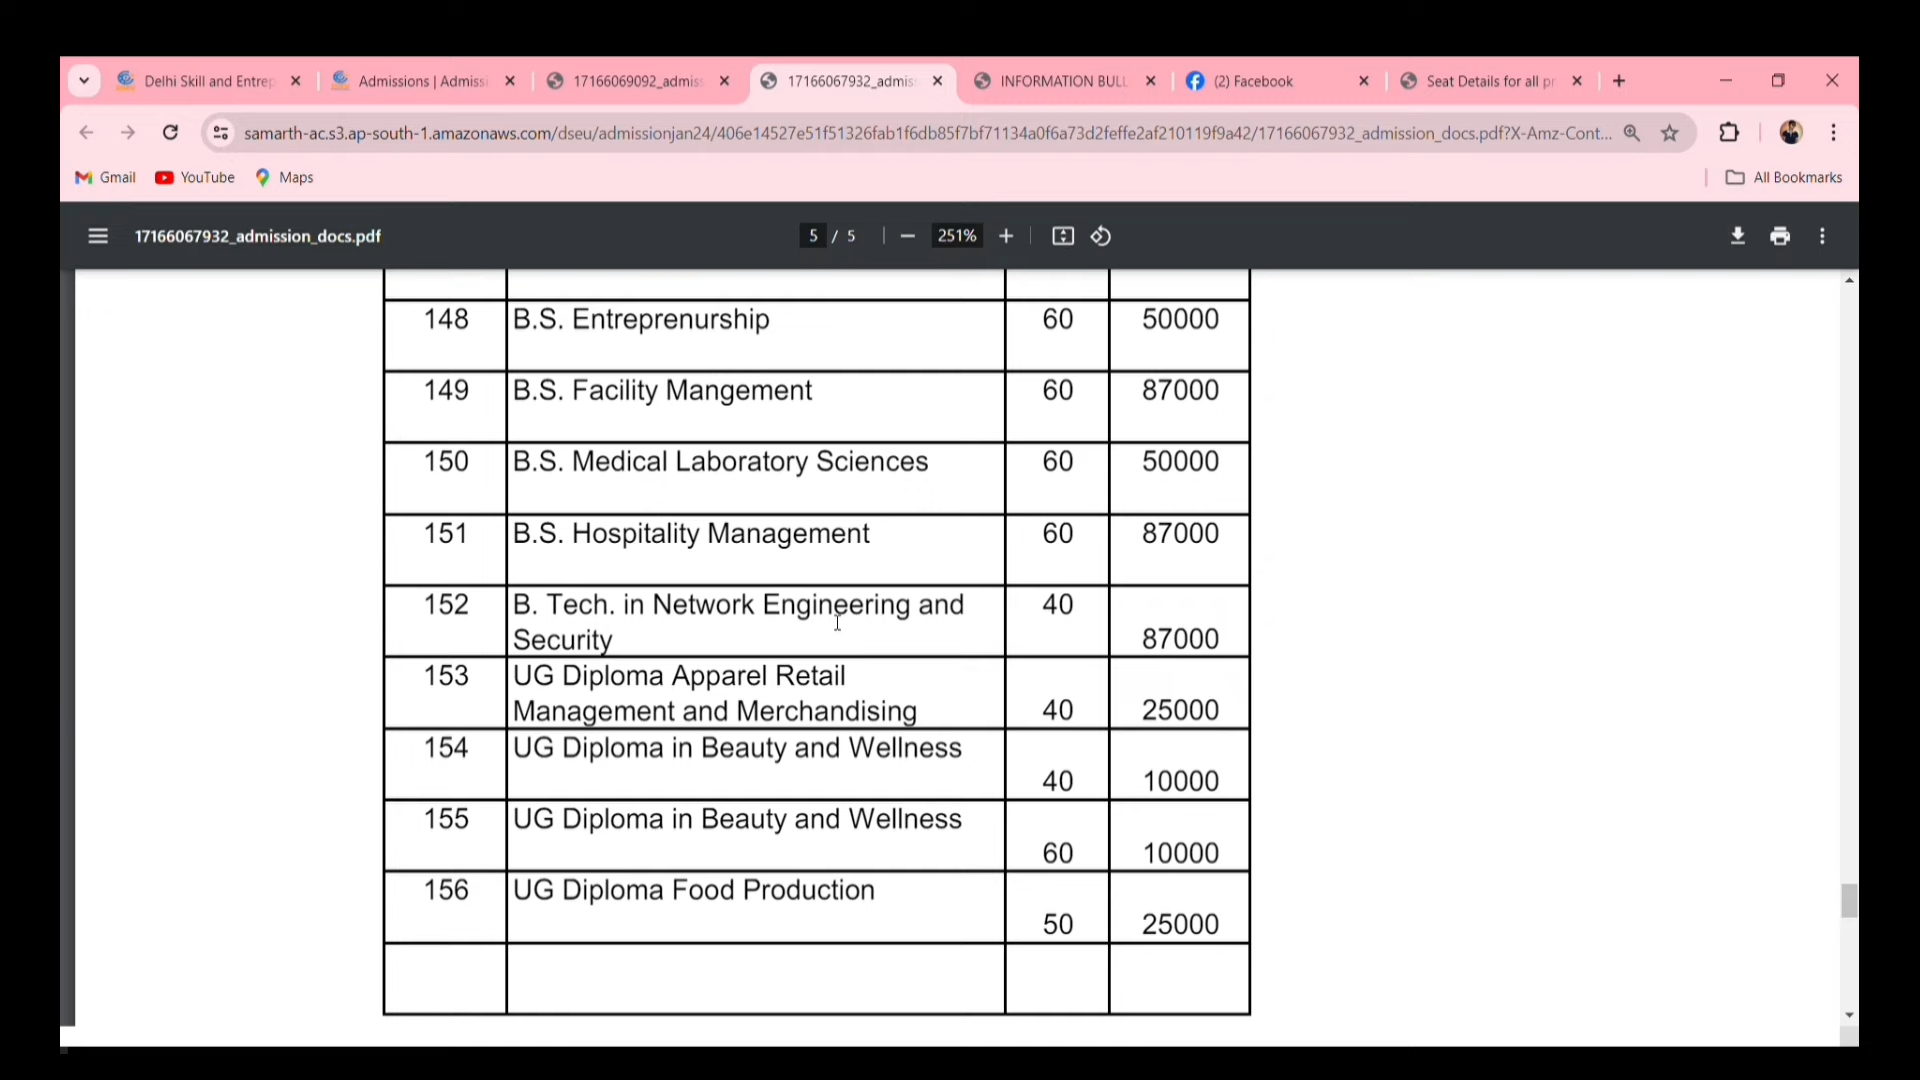 Delhi Skill and Entrep
Admissions | Admissi
17166069092_admiss
17166067932_admiss
INFORMATION BULL
(2) Facebook
Seat Details for all pr
samarth-ac.s3.ap-south-1.amazonaws.com/dseu/admissionjan24/406e14527e51f51326fab1f6db85f7bf71134a0f6a73d2feffe2af210119f9a42/17166067932_admission_docs.pdf?X-Amz-Cont...
Gmail
YouTube
Maps
All Bookmarks
17166067932_admission_docs.pdf
5 / 5
251%
148 B.S. Entreprenurship 60 50000
149 B.S. Facility Mangement 60 87000
150 B.S. Medical Laboratory Sciences 60 50000
151 B.S. Hospitality Management 60 87000
152 B. Tech. in Network Engineering and 40
Security 87000
153 UG Diploma Apparel Retail
Management and Merchandising 40 25000
154 UG Diploma in Beauty and Wellness
40 10000
155 UG Diploma in Beauty and Wellness
60 10000
156 UG Diploma Food Production
50 25000